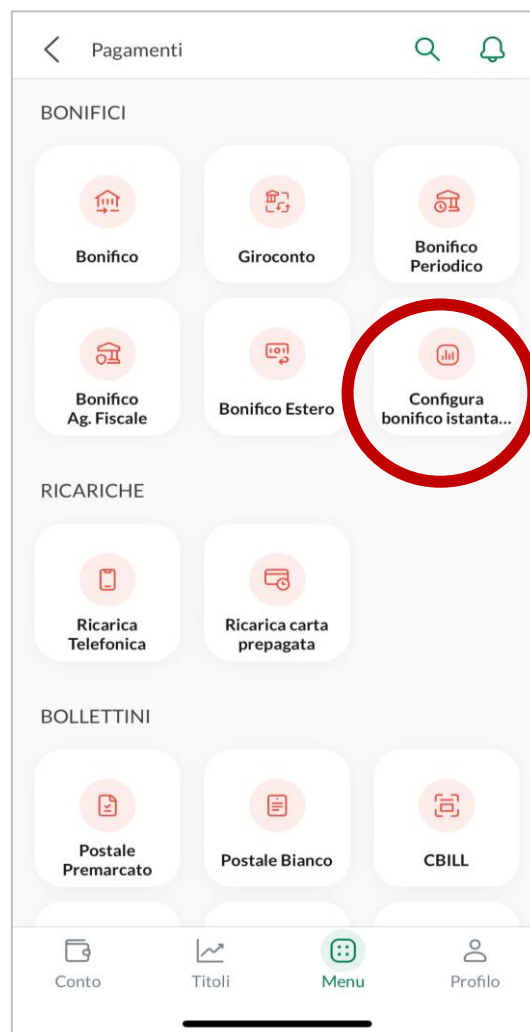 Pagamenti
BONIFICI
Bonifico
Giroconto
Bonifico
Periodico
Bonifico
Ag. Fiscale
Bonifico Estero
Configura
bonifico istanta...
RICARICHE
Ricarica
Telefonica
Ricarica carta
prepagata
BOLLETTINI
Postale
Premarcato
Postale Bianco
CBILL
Conto
Titoli
Menu
Profilo